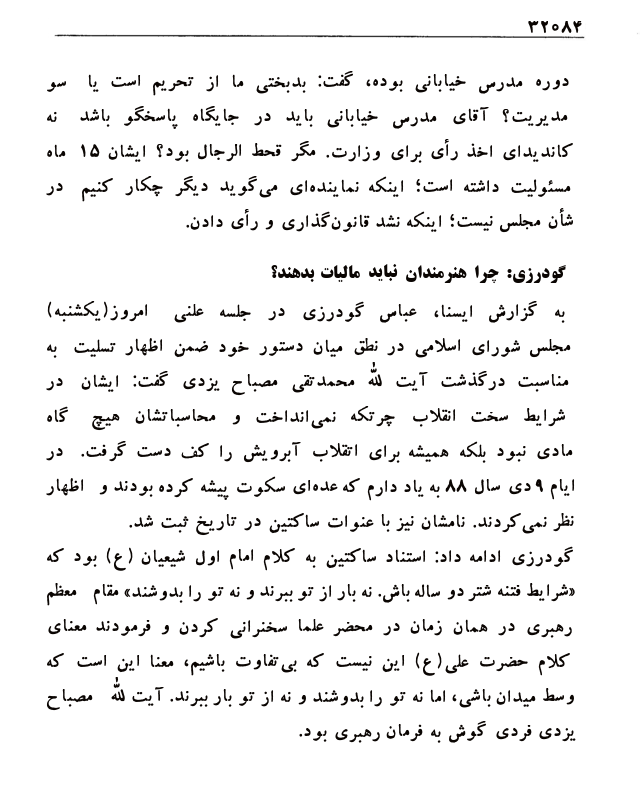 ۳۲۰۸۴
دوره مدرس خیابانی بوده، گفت: بدبختی ما از تحریم است یا سو
مدیریت؟ آقای مدرس خیابانی باید در جایگاه پاسخگو باشد نه
کاندیدای اخذ رأی برای وزارت. مگر قحط الرجال بود؟ ایشان ۱۵ ماه
مسئولیت داشته است؛ اینکه نماینده‌ای می‌گوید دیگر چکار کنیم در
شأن مجلس نیست؛ اینکه نشد قانون‌گذاری و رأی دادن.
گودرزی: چرا هنرمندان نباید مالیات بدهند؟
به گزارش ایسنا، عباس گودرزی در جلسه علنی امروز(یکشنبه)
مجلس شورای اسلامی در نطق میان دستور خود ضمن اظهار تسلیت به
مناسبت درگذشت آیت لله محمدتقی مصباح یزدی گفت: ایشان در
شرایط سخت انقلاب چرتکه نمی‌انداخت و محاسباتشان هیچ گاه
مادی نبود بلکه همیشه برای انقلاب آبرویش را کف دست گرفت. در
ایام ۹ دی سال ۸۸ به یاد دارم که عده‌ای سکوت پیشه کرده بودند و اظهار
نظر نمی‌کردند. نامشان نیز با عنوات ساکتین در تاریخ ثبت شد.
گودرزی ادامه داد: استناد ساکتین به کلام امام اول شیعیان (ع) بود که
«شرایط فتنه شتر دو ساله باش. نه بار از تو ببرند و نه تو را بدوشند» مقام معظم
رهبری در همان زمان در محضر علما سخنرانی کردن و فرمودند معنای
کلام حضرت علی(ع) این نیست که بی‌تفاوت باشیم، معنا این است که
وسط میدان باشی، اما نه تو را بدوشند و نه از تو بار ببرند. آیت لله مصباح
یزدی فردی گوش به فرمان رهبری بود.